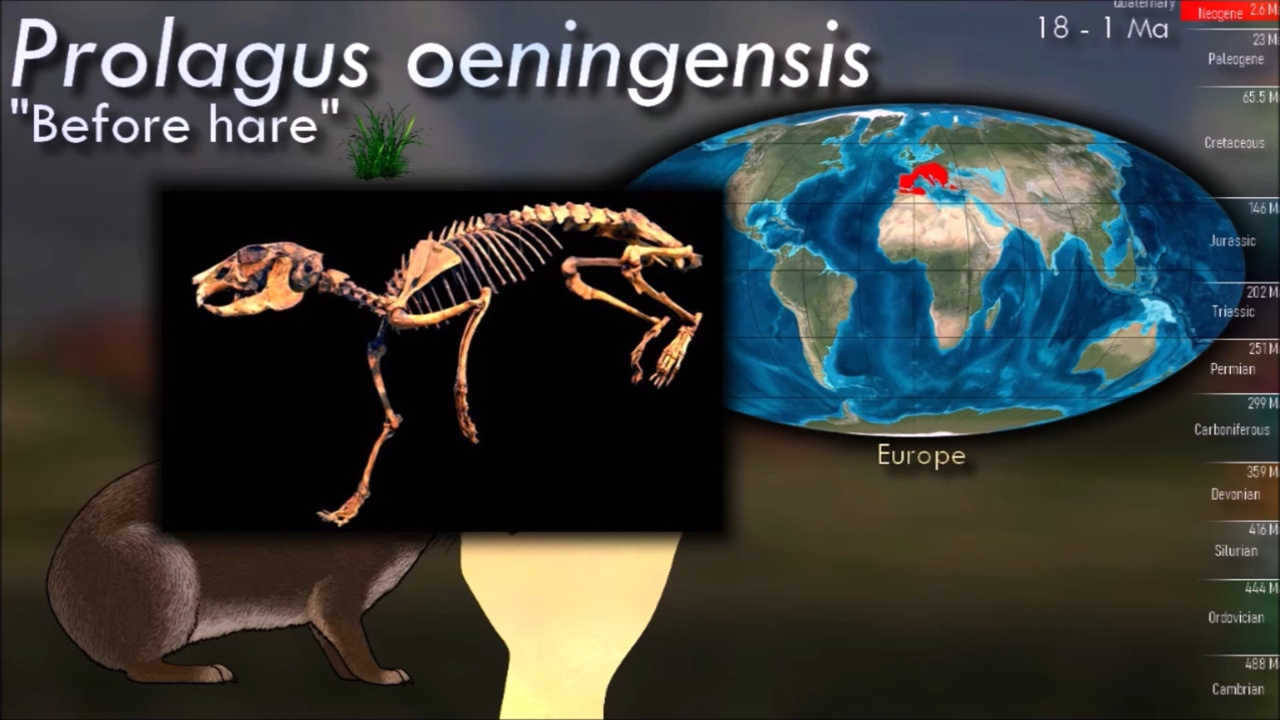 Prolagus oeningensis
"Before hare"
18 - 1 Ma
Quaternary
Neogene 2.6 M
23 M
Paleogene
65.5 M
Cretaceous
146 M
Jurassic
202 M
Triassic
251 M
Permian
299 M
Carboniferous
359 M
Devonian
416 M
Silurian
444 M
Ordovician
488 M
Cambrian
Europe